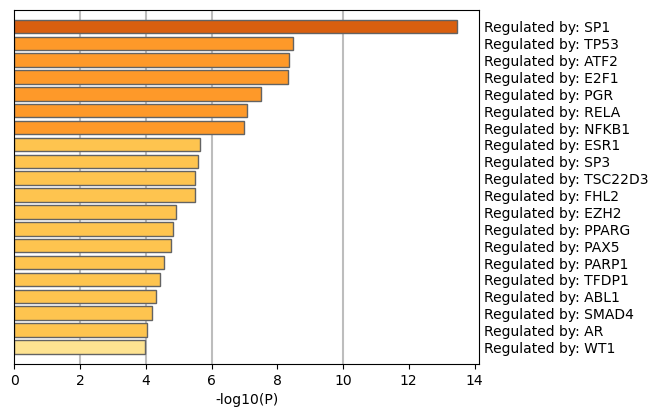 Regulated by: SP1
Regulated by: TP53
Regulated by: ATF2
Regulated by: E2F1
Regulated by: PGR
Regulated by: RELA
Regulated by: NFKB1
Regulated by: ESR1
Regulated by: SP3
Regulated by: TSC22D3
Regulated by: FHL2
Regulated by: EZH2
Regulated by: PPARG
Regulated by: PAX5
Regulated by: PARP1
Regulated by: TFDP1
Regulated by: ABL1
Regulated by: SMAD4
Regulated by: AR
Regulated by: WT1
0 2 4 6 8 10 12 14
-log10(P)